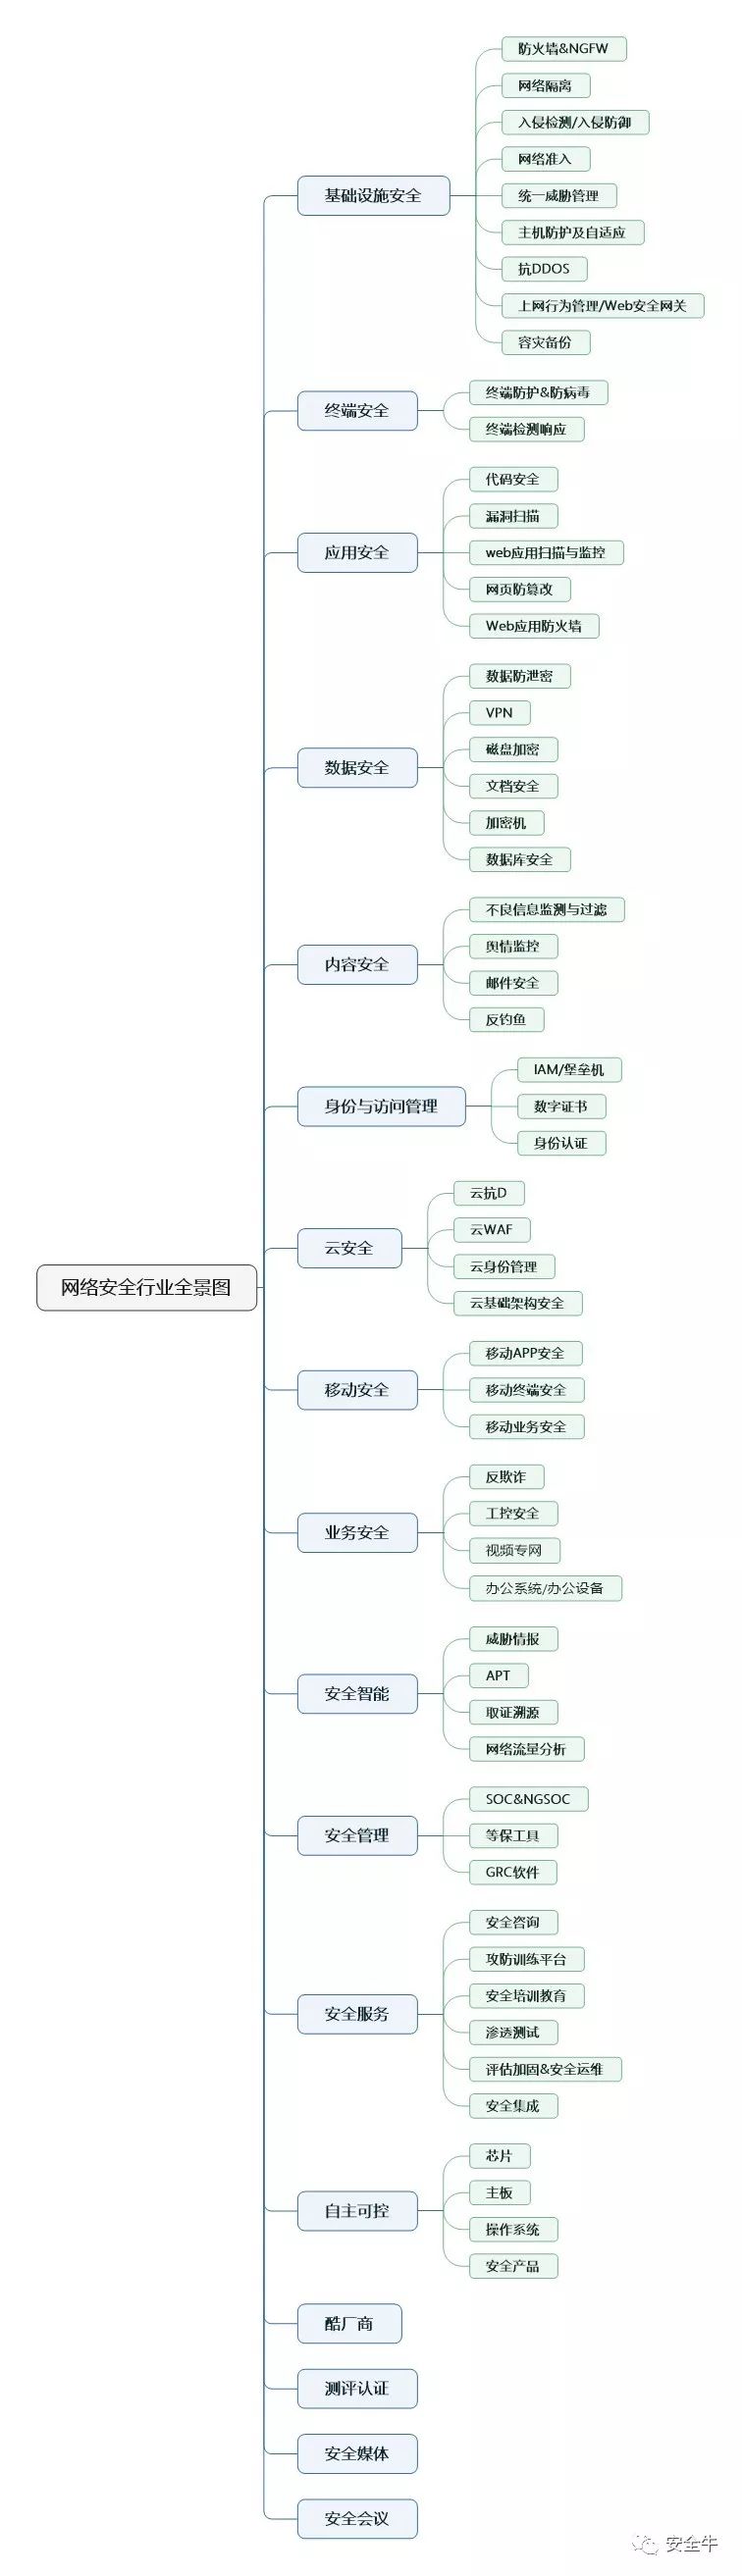 网络安全行业全景图
基础设施安全
防火墙&NGFW
网络隔离
入侵检测/入侵防御
网络准入
统一威胁管理
主机防护及自适应
抗DDOS
上网行为管理/Web安全网关
容灾备份
终端安全
终端防护&防病毒
终端检测响应
应用安全
代码安全
漏洞扫描
web应用扫描与监控
网页防篡改
Web应用防火墙
数据安全
数据防泄密
VPN
磁盘加密
文档安全
加密机
数据库安全
内容安全
不良信息监测与过滤
舆情监控
邮件安全
反钓鱼
身份与访问管理
IAM/堡垒机
数字证书
身份认证
云安全
云抗D
云WAF
云身份管理
云基础架构安全
移动安全
移动APP安全
移动终端安全
移动业务安全
业务安全
反欺诈
工控安全
视频专网
办公系统/办公设备
安全智能
威胁情报
APT
取证溯源
网络流量分析
安全管理
SOC&NGSOC
等保工具
GRC软件
安全服务
安全咨询
攻防训练平台
安全培训教育
渗透测试
评估加固&安全运维
安全集成
自主可控
芯片
主板
操作系统
安全产品
酷厂商
测评认证
安全媒体
安全会议
安全牛